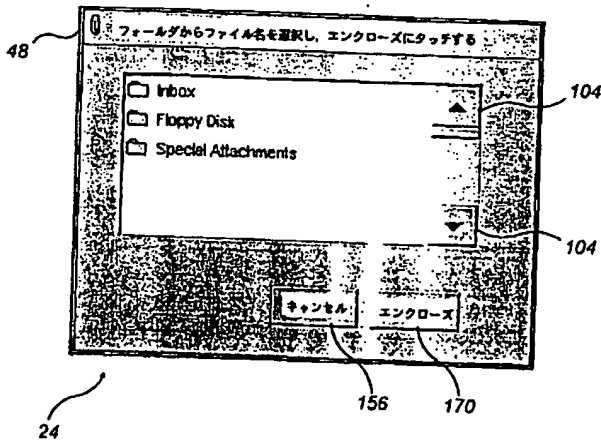 フォールダからファイル名を選択し，エンクローズにタッチする
48
104
Inbox
Floppy Disk
Special Attachments
104
キャンセル
エンクローズ
156
170
24